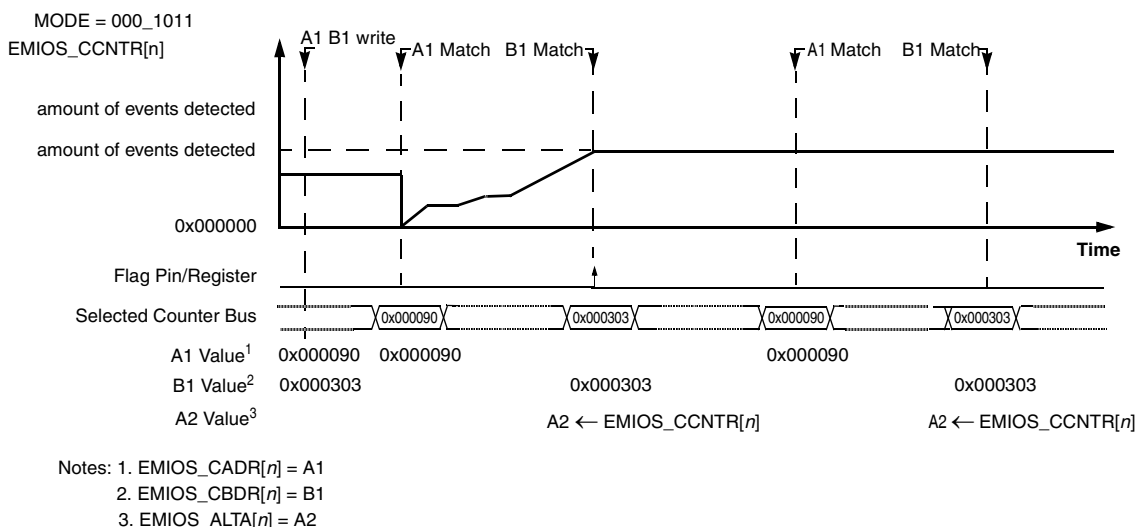 MODE = 000_1011
EMIOS_CCNTR[n]
A1 B1 write
A1 Match B1 Match
A1 Match B1 Match
amount of events detected
amount of events detected
0x000000
Time
Flag Pin/Register
Selected Counter Bus 0x000090 0x000303 0x000090 0x000303
A1 Value1 0x000090 0x000090 0x000090
B1 Value2 0x000303 0x000303 0x000303
A2 Value3 A2 ← EMIOS_CCNTR[n] A2 ← EMIOS_CCNTR[n]
Notes: 1. EMIOS_CADR[n] = A1
2. EMIOS_CBDR[n] = B1
3. EMIOS_ALTA[n] = A2